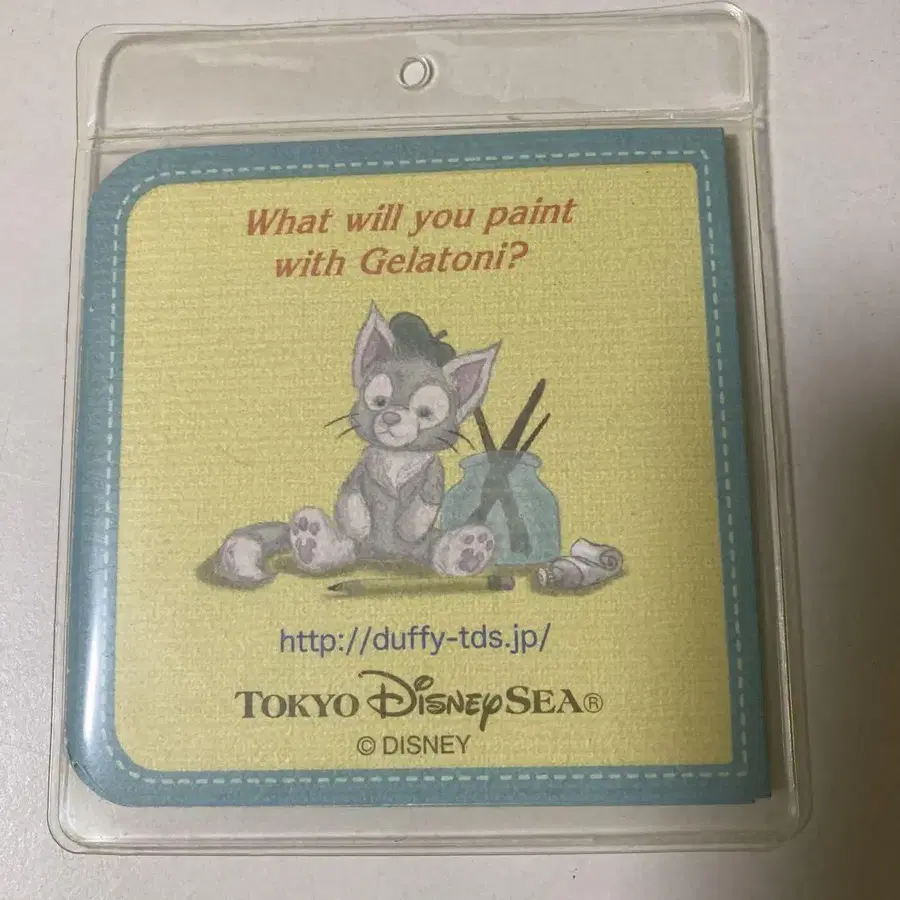 What will you paint
with Gelatoni?
http://duffy-tds.jp/
TOKYO DISNEYSEA®
© DISNEY